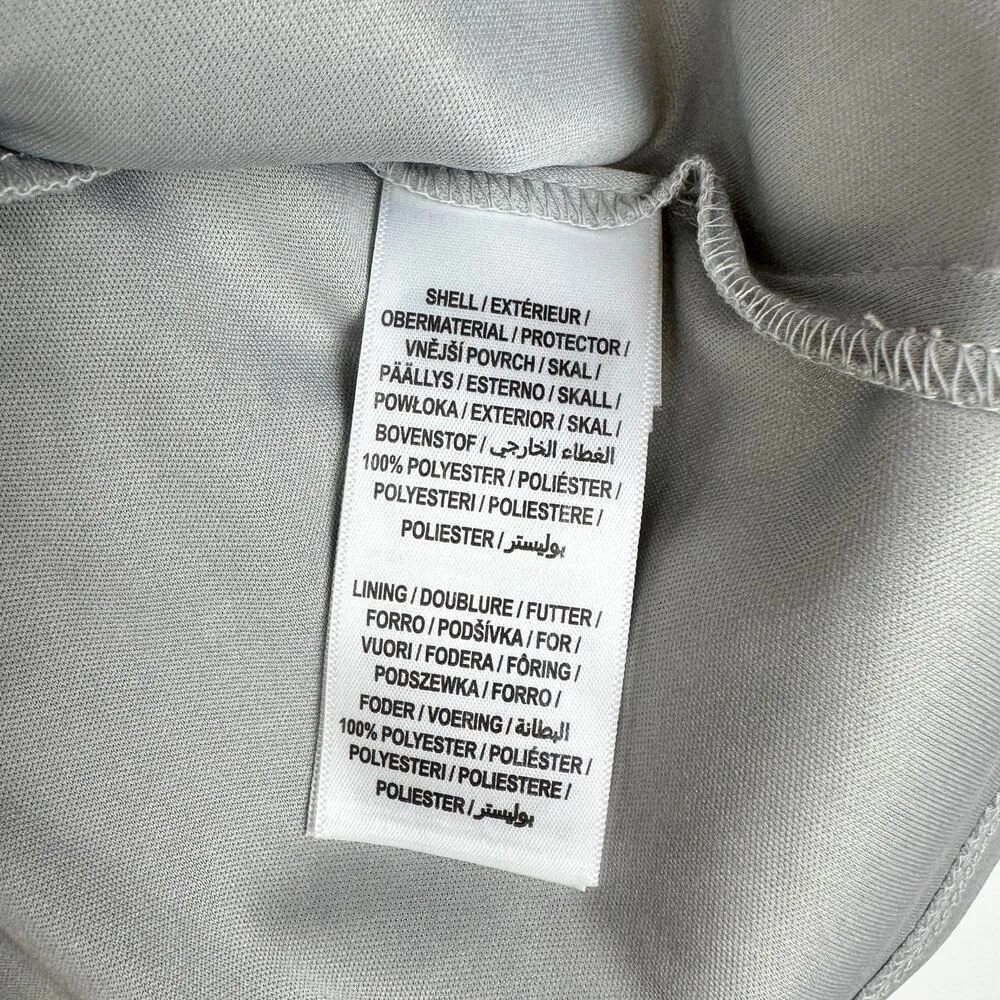 SHELL / EXTÉRIEUR /
OBERMATERIAL / PROTECTOR /
VNĚJŠÍ POVRCH / SKAL /
PÄÄLLYS / ESTERNO / SKALL /
POWŁOKA / EXTERIOR / SKAL /
BOVENSTOF / الغطاء الخارجي
100% POLYESTER / POLIÉSTER /
POLYESTERI / POLIESTERE /
POLIESTER / بوليستر
LINING / DOUBLURE / FUTTER /
FORRO / PODŠÍVKA / FOR /
VUORI / FODERA / FÔRING /
PODSZEWKA / FORRO /
FODER / VOERING / البطانة
100% POLYESTER / POLIÉSTER /
POLYESTERI / POLIESTERE /
POLIESTER / بوليستر